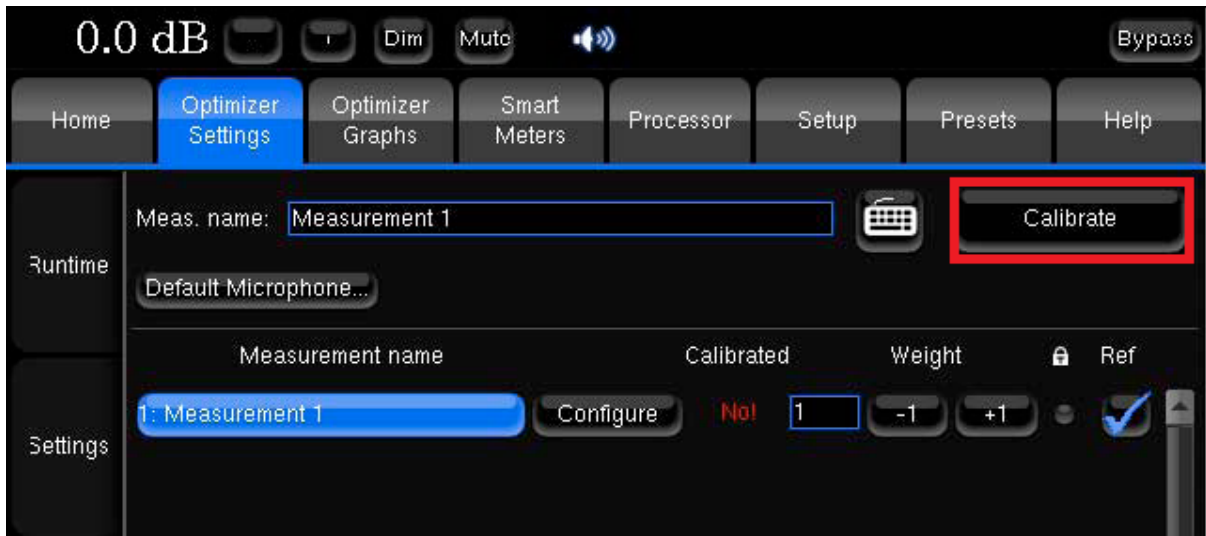 0.0 dB Dim Mute Bypass
Home
Optimizer
Settings
Optimizer
Graphs
Smart
Meters
Processor
Setup
Presets
Help
Runtime
Settings
Meas. name: Measurement 1
Calibrate
Default Microphone...
Measurement name Calibrated Weight Ref
1: Measurement 1 Configure No! 1 -1 +1